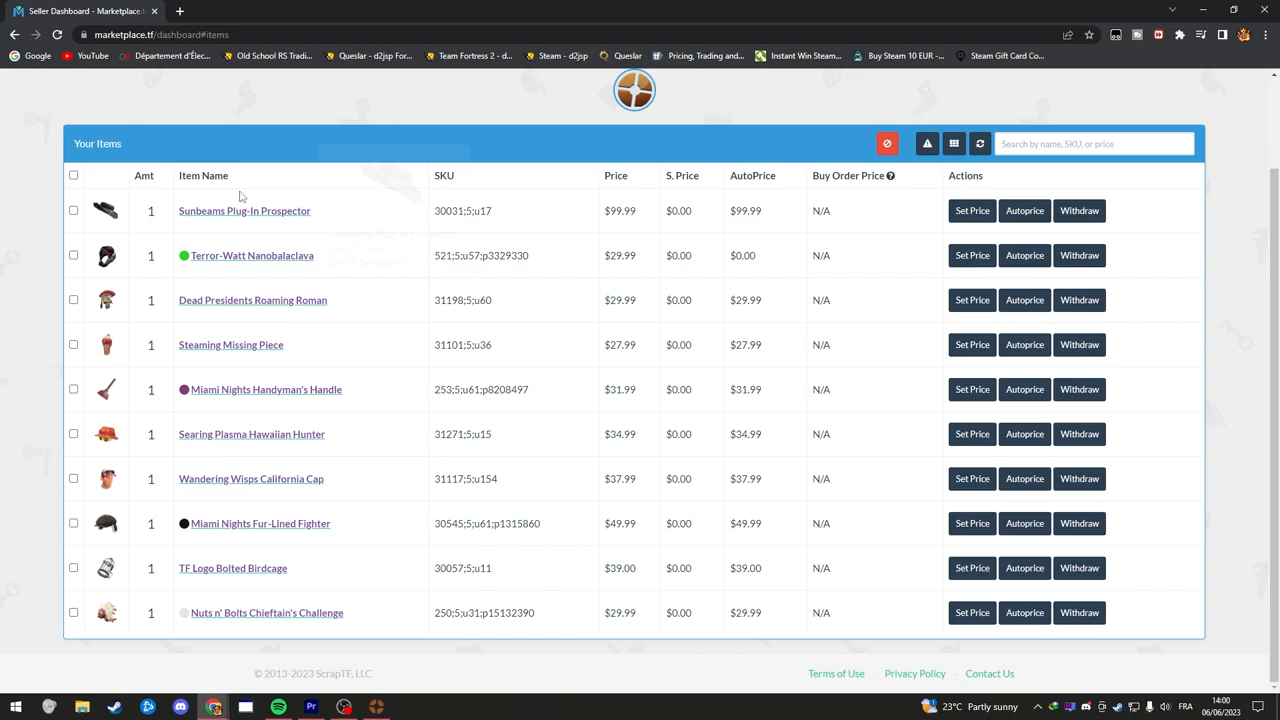 Seller Dashboard - Marketplace.tf
marketplace.tf/dashboard#items
Google
YouTube
Département d'Élec...
Old School RS Tradi...
Queslar - d2jsp For...
Team Fortress 2 - d...
Steam - d2jsp
Queslar
Pricing, Trading and...
Instant Win Steam...
Buy Steam 10 EUR -...
Steam Gift Card Co...
Your Items
Search by name, SKU, or price
Amt Item Name SKU Price S. Price AutoPrice Buy Order Price Actions
1 Sunbeams Plug-In Prospector 30031;5;u17 $99.99 $0.00 $99.99 N/A Set Price Autoprice Withdraw
1 Terror-Watt Nanobalaclava 521;5;u57;p3329330 $29.99 $0.00 $0.00 N/A Set Price Autoprice Withdraw
1 Dead Presidents Roaming Roman 31198;5;u60 $29.99 $0.00 $29.99 N/A Set Price Autoprice Withdraw
1 Steaming Missing Piece 31101;5;u36 $27.99 $0.00 $27.99 N/A Set Price Autoprice Withdraw
1 Miami Nights Handyman's Handle 253;5;u61;p8208497 $31.99 $0.00 $31.99 N/A Set Price Autoprice Withdraw
1 Searing Plasma Hawaiian Hunter 31271;5;u15 $34.99 $0.00 $34.99 N/A Set Price Autoprice Withdraw
1 Wandering Wisps California Cap 31117;5;u154 $37.99 $0.00 $37.99 N/A Set Price Autoprice Withdraw
1 Miami Nights Fur-Lined Fighter 30545;5;u61;p1315860 $49.99 $0.00 $49.99 N/A Set Price Autoprice Withdraw
1 TF Logo Bolted Birdcage 30057;5;u11 $39.00 $0.00 $39.00 N/A Set Price Autoprice Withdraw
1 Nuts n' Bolts Chieftain's Challenge 250;5;u31;p15132390 $29.99 $0.00 $29.99 N/A Set Price Autoprice Withdraw
© 2013-2023 ScrapTF, LLC
Terms of Use · Privacy Policy · Contact Us
23°C Partly sunny
FRA
14:00
06/06/2023